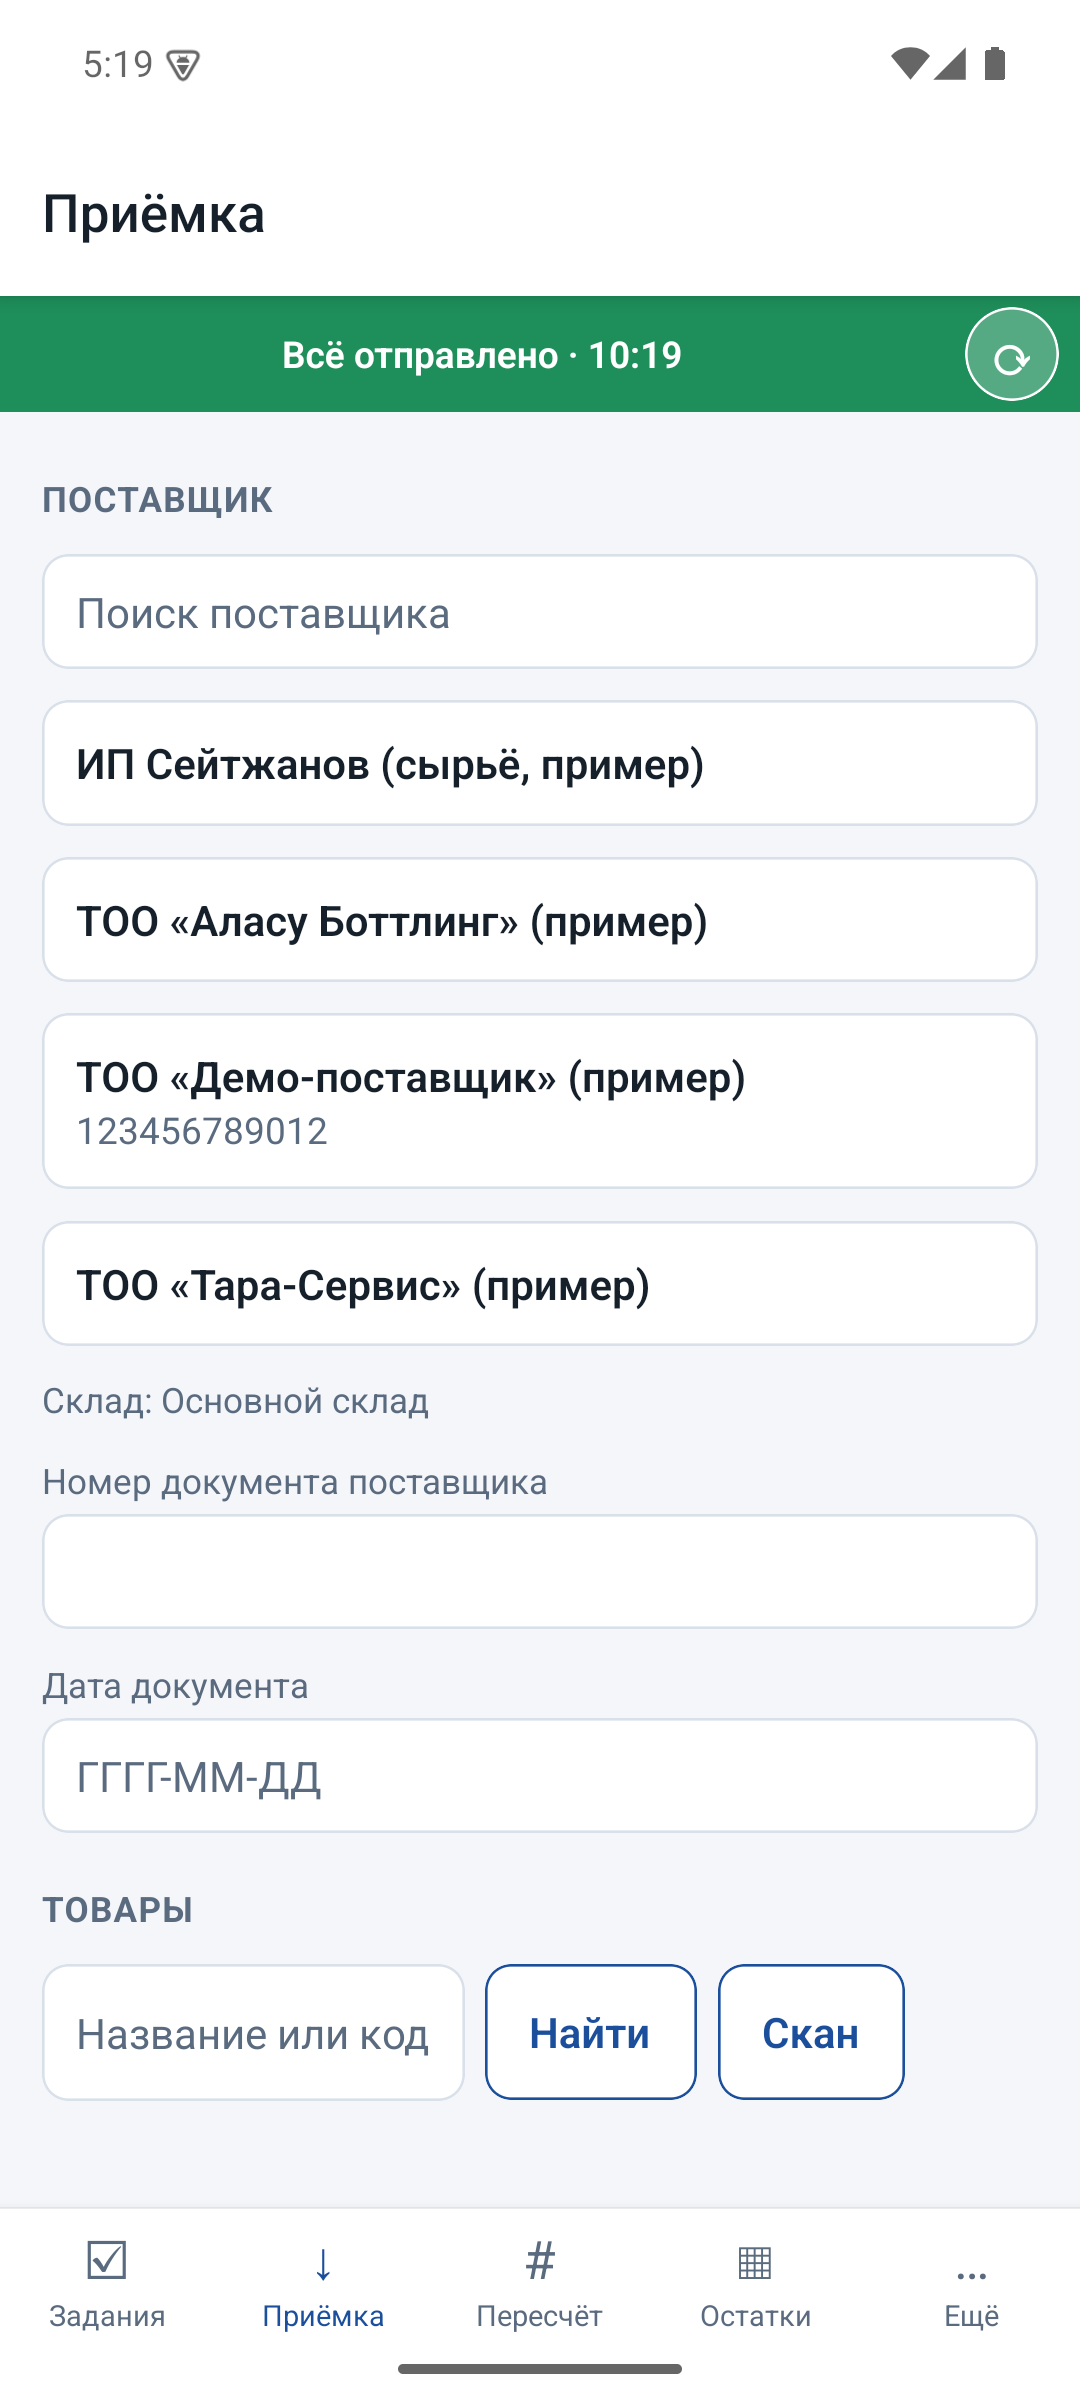 5:19
Приёмка
Всё отправлено · 10:19
ПОСТАВЩИК
Поиск поставщика
ИП Сейтжанов (сырьё, пример)
ТОО «Аласу Боттлинг» (пример)
ТОО «Демо-поставщик» (пример)
123456789012
ТОО «Тара-Сервис» (пример)
Склад: Основной склад
Номер документа поставщика
Дата документа
ГГГГ-ММ-ДД
ТОВАРЫ
Название или код
Найти
Скан
Задания
Приёмка
Пересчёт
Остатки
Ещё